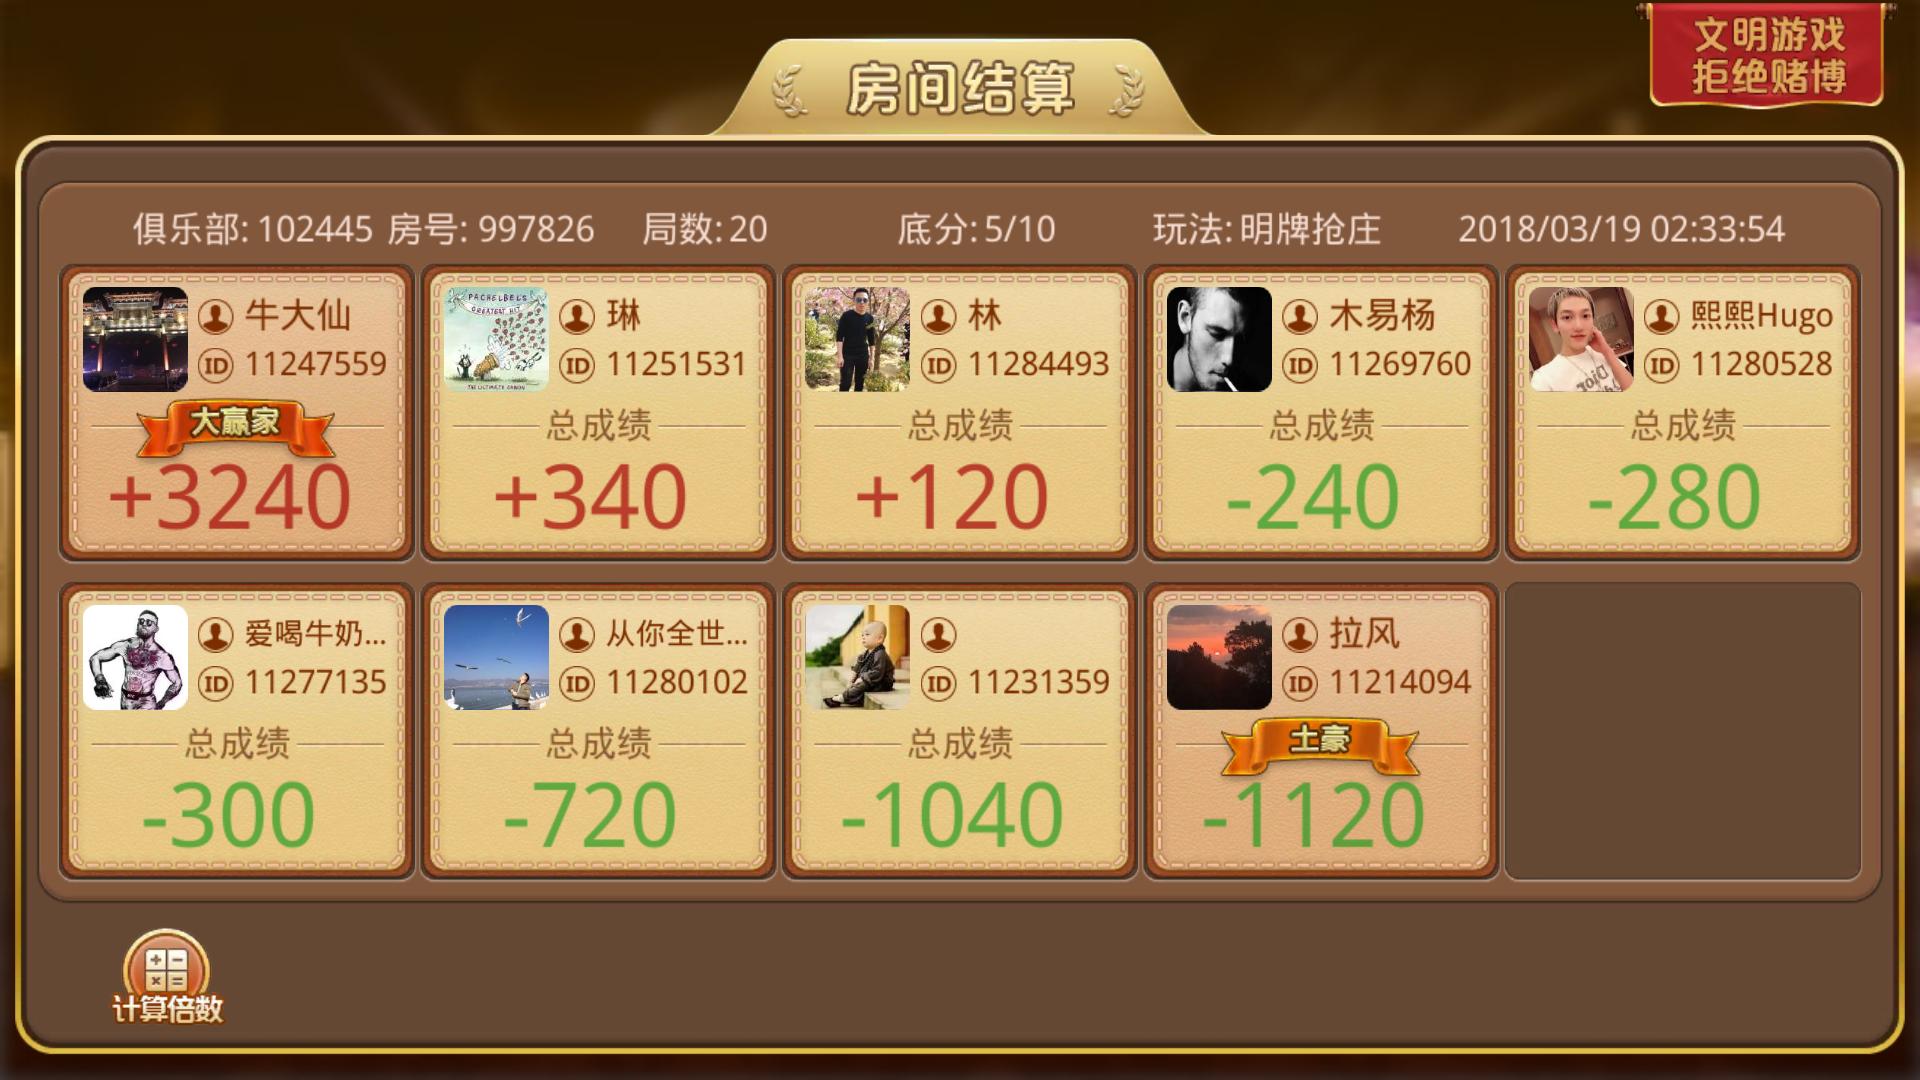 文明游戏
拒绝赌博
房间结算
俱乐部: 102445 房号: 997826 局数: 20 底分: 5/10 玩法: 明牌抢庄 2018/03/19 02:33:54
牛大仙
ID 11247559
大赢家
+3240
PACHELBEL'S
GREATEST HIT
THE ULTIMATE CANON
琳
ID 11251531
总成绩
+340
林
ID 11284493
总成绩
+120
木易杨
ID 11269760
总成绩
-240
熙熙Hugo
ID 11280528
总成绩
-280
爱喝牛奶...
ID 11277135
总成绩
-300
从你全世...
ID 11280102
总成绩
-720
ID 11231359
总成绩
-1040
拉风
ID 11214094
土豪
-1120
计算倍数